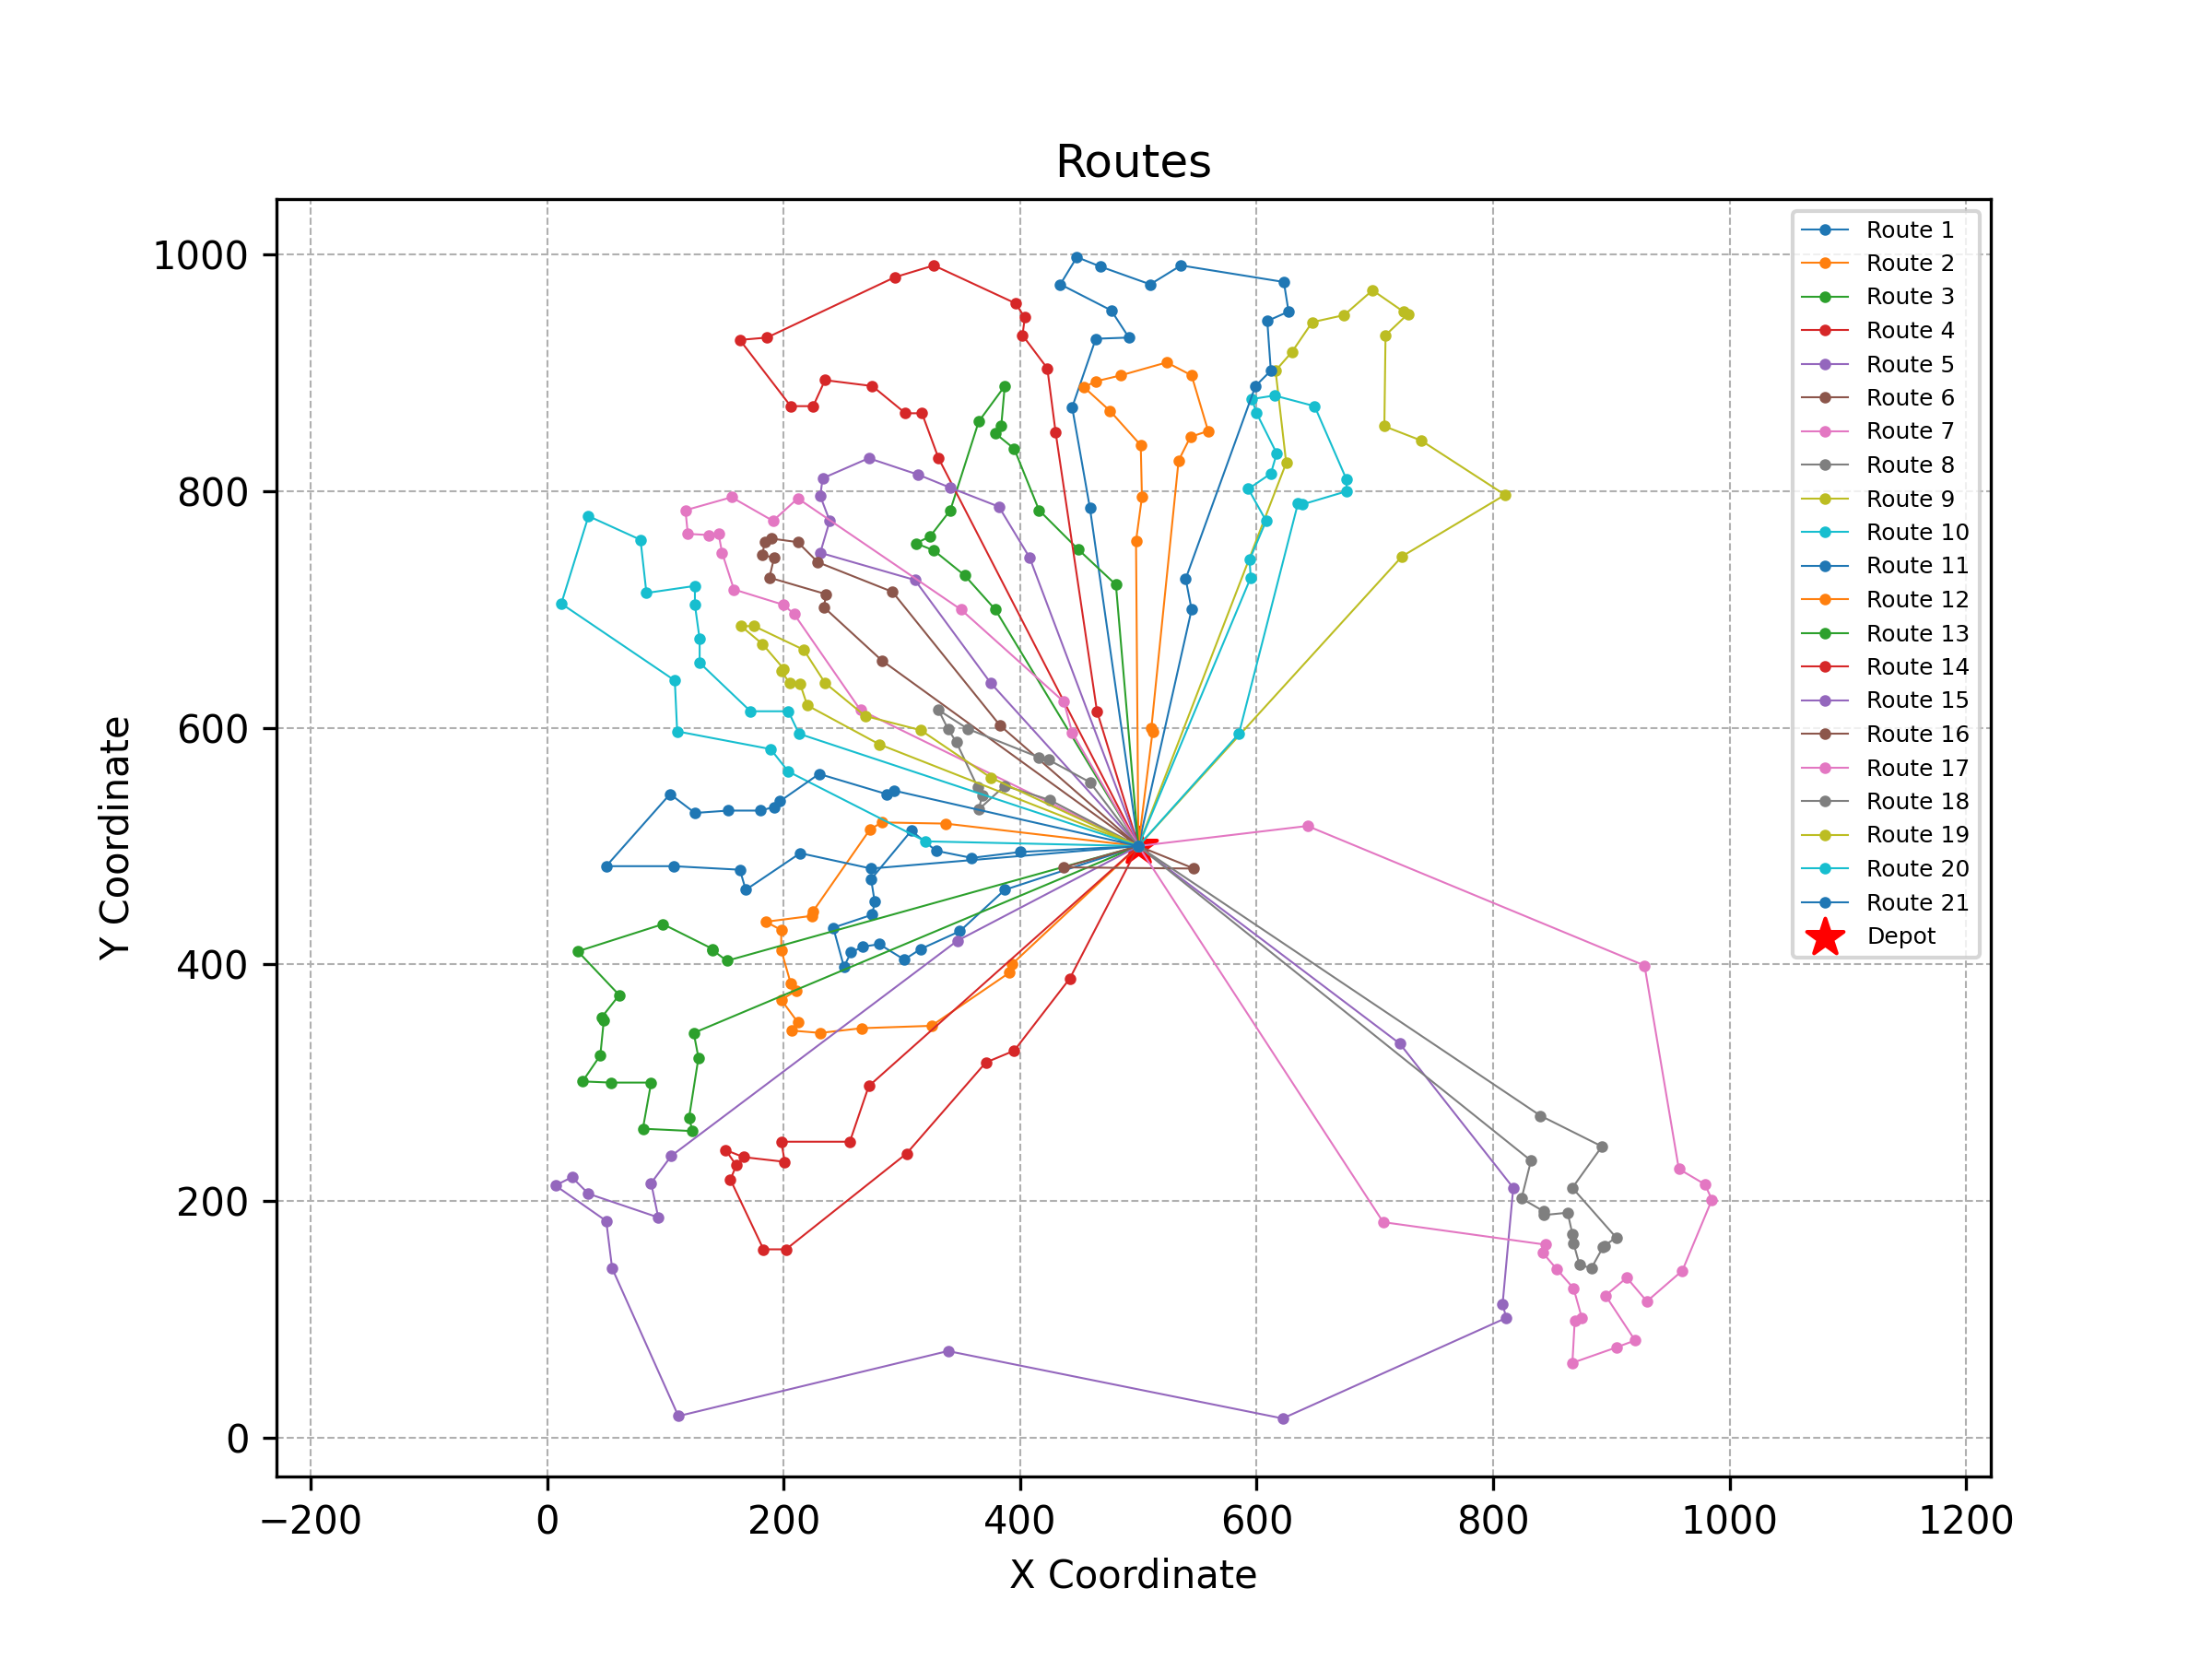 Routes
1000
800
600
400
200
0
Y Coordinate
−200
0
200
400
600
800
1000
1200
X Coordinate
Route 1
Route 2
Route 3
Route 4
Route 5
Route 6
Route 7
Route 8
Route 9
Route 10
Route 11
Route 12
Route 13
Route 14
Route 15
Route 16
Route 17
Route 18
Route 19
Route 20
Route 21
Depot